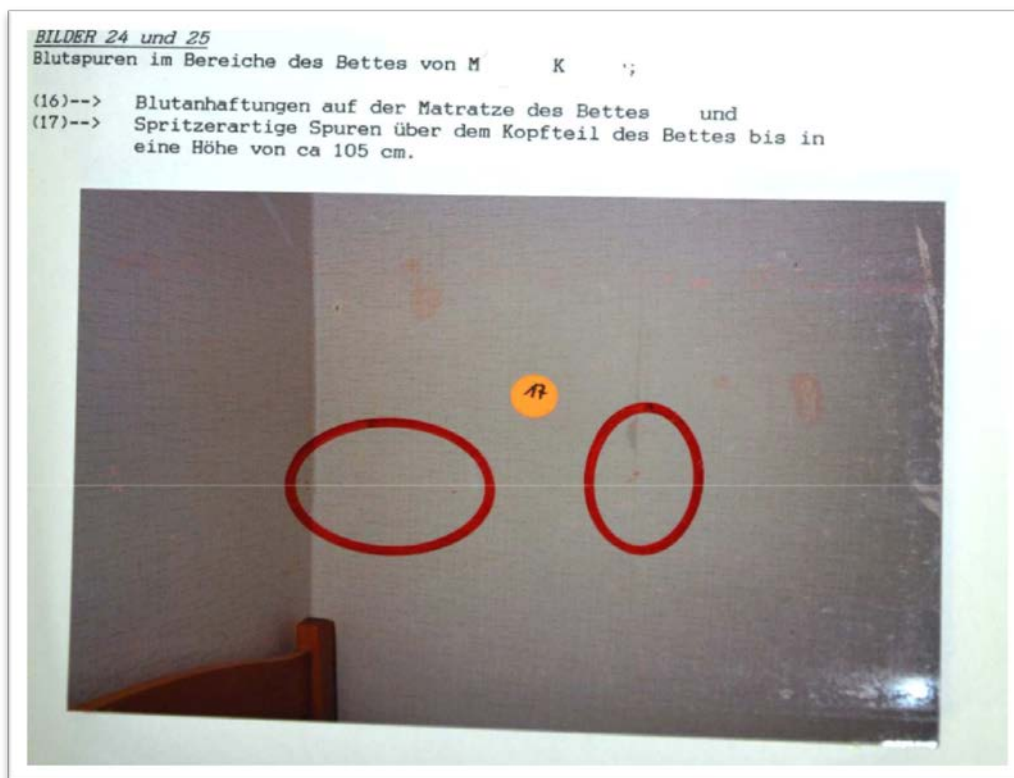 BILDER 24 und 25
Blutspuren im Bereiche des Bettes von M K
(16)--> Blutanhaftungen auf der Matratze des Bettes und
(17)--> Spritzerartige Spuren über dem Kopfteil des Bettes bis in
eine Höhe von ca 105 cm.
17